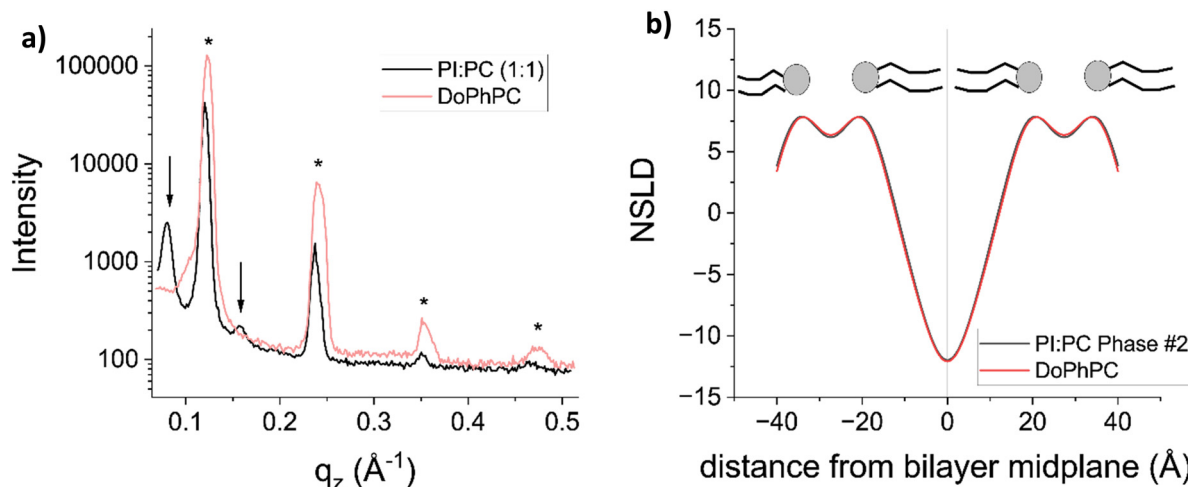 a)
*
PI:PC (1:1)
DoPhPC
100000
10000
1000
100
*
*
*
Intensity
0.1 0.2 0.3 0.4 0.5
q_z (Å⁻¹)
b)
15
10
5
0
−5
−10
−15
NSLD
PI:PC Phase #2
DoPhPC
−40 −20 0 20 40
distance from bilayer midplane (Å)